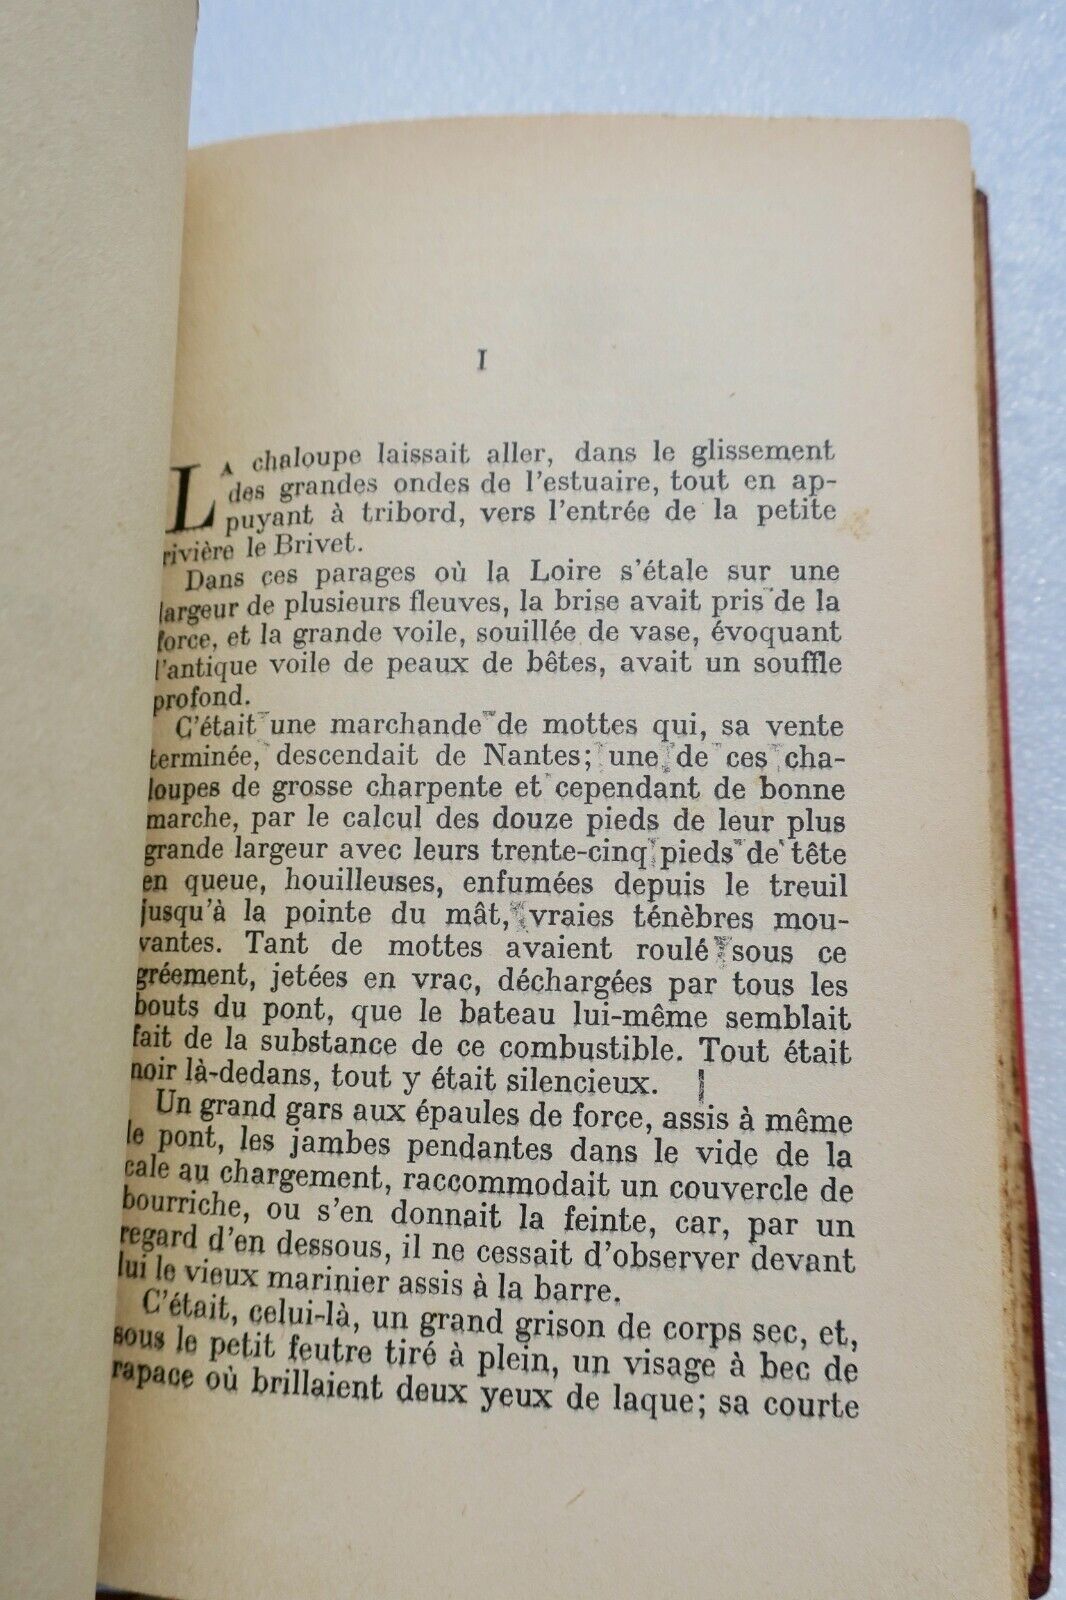 I
LA chaloupe laissait aller, dans le glissement
des grandes ondes de l'estuaire, tout en ap-
puyant à tribord, vers l'entrée de la petite
rivière le Brivet.
Dans ces parages où la Loire s'étale sur une
largeur de plusieurs fleuves, la brise avait pris de la
force, et la grande voile, souillée de vase, évoquant
l'antique voile de peaux de bêtes, avait un souffle
profond.
C'était une marchande de mottes qui, sa vente
terminée, descendait de Nantes; une de ces cha-
loupes de grosse charpente et cependant de bonne
marche, par le calcul des douze pieds de leur plus
grande largeur avec leurs trente-cinq pieds de tête
en queue, houilleuses, enfumées depuis le treuil
jusqu'à la pointe du mât, vraies ténèbres mou-
vantes. Tant de mottes avaient roulé sous ce
gréement, jetées en vrac, déchargées par tous les
bouts du pont, que le bateau lui-même semblait
fait de la substance de ce combustible. Tout était
noir là-dedans, tout y était silencieux.
Un grand gars aux épaules de force, assis à même
le pont, les jambes pendantes dans le vide de la
cale au chargement, raccommodait un couvercle de
bourriche, ou s'en donnait la feinte, car, par un
regard d'en dessous, il ne cessait d'observer devant
lui le vieux marinier assis à la barre.
C'était, celui-là, un grand grison de corps sec, et,
sous le petit feutre tiré à plein, un visage à bec de
rapace où brillaient deux yeux de laque; sa courte